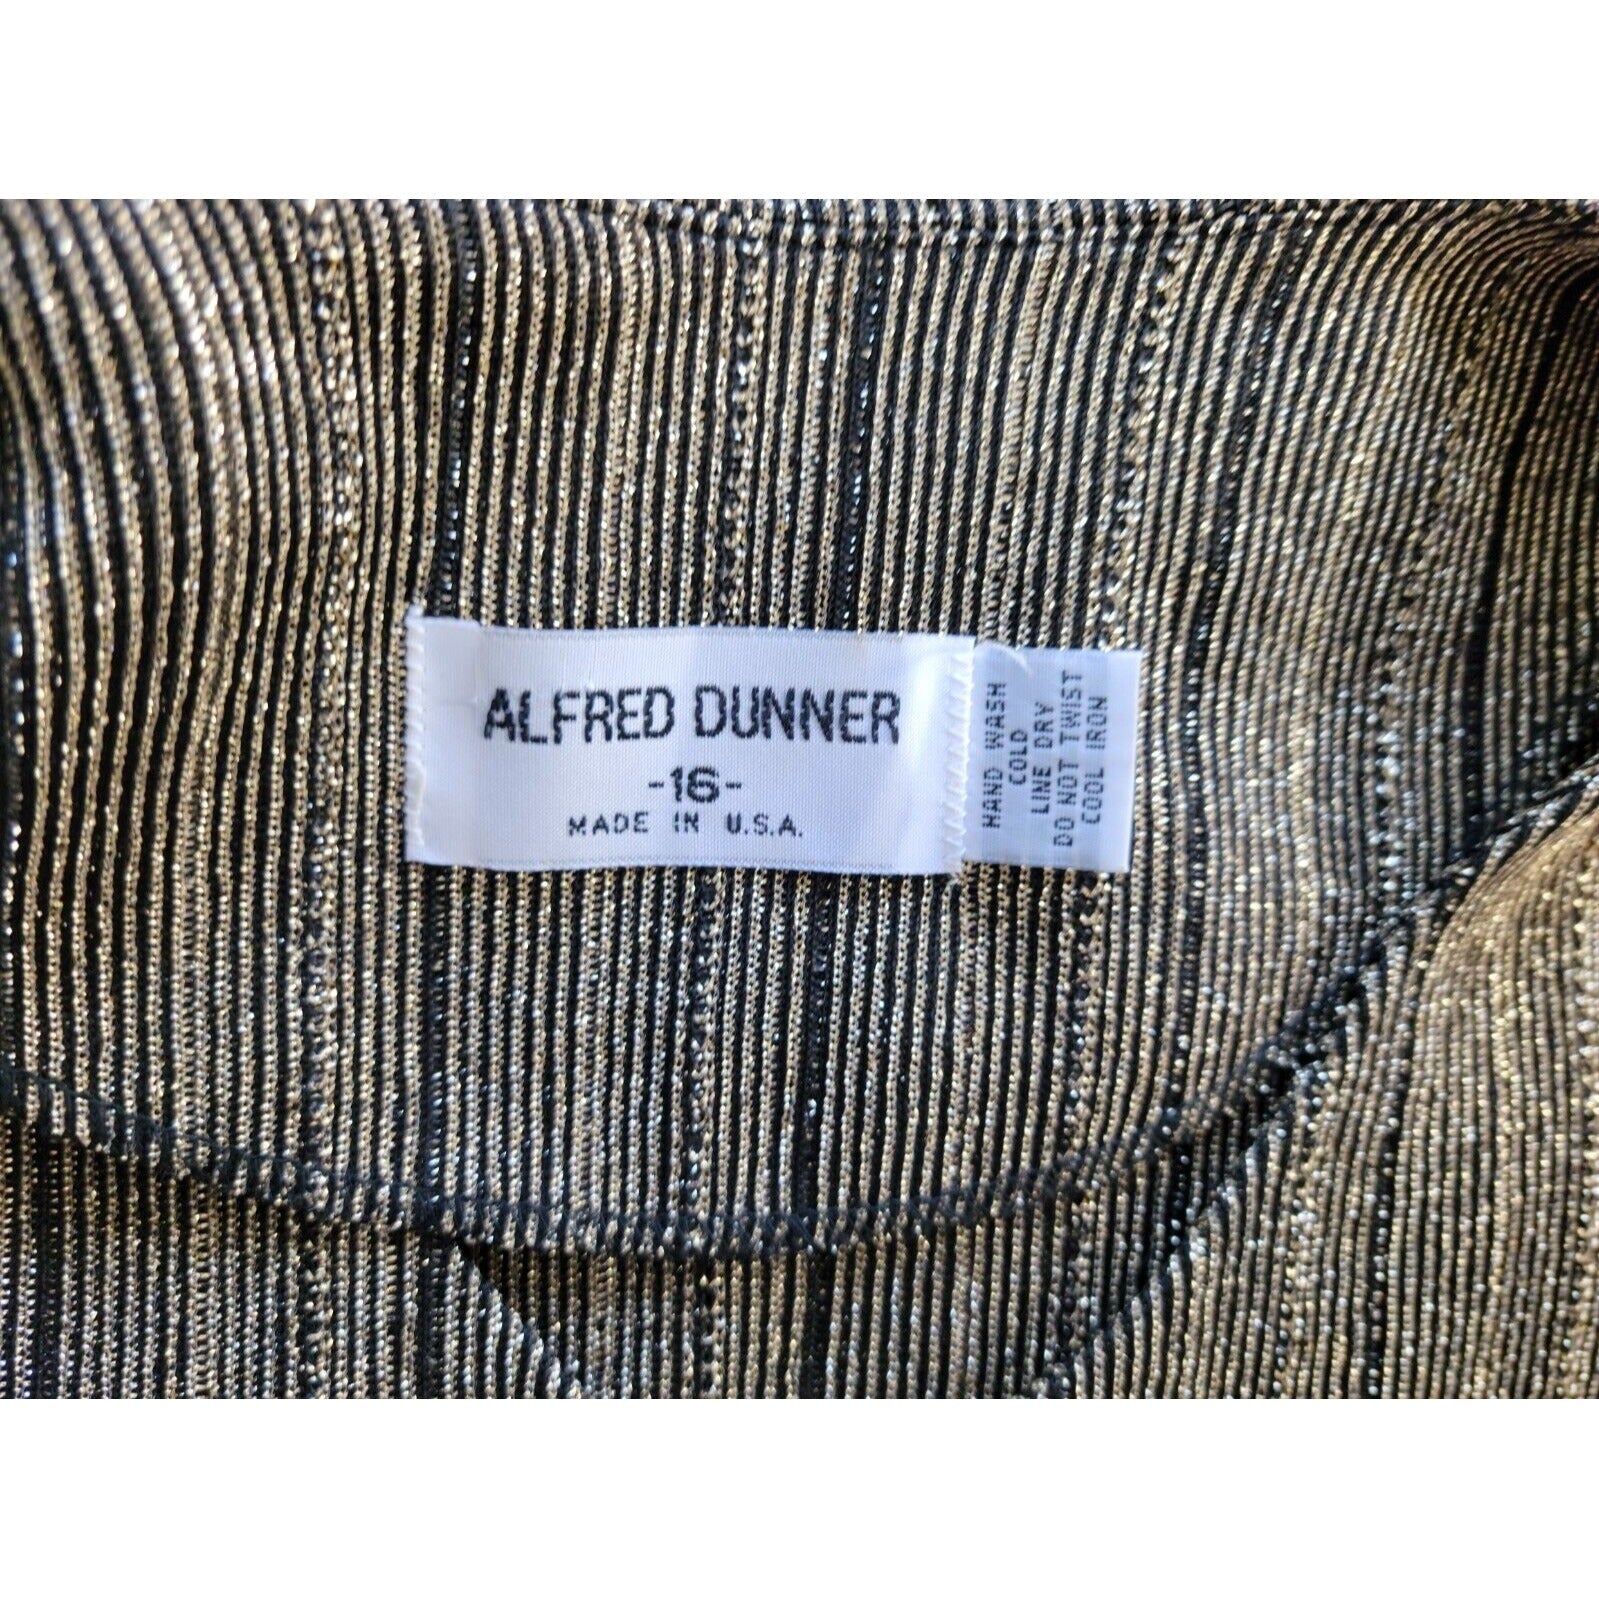 ALFRED DUNNER
-16-
MADE IN U.S.A.
HAND WASH
COLD
LINE DRY
DO NOT TWIST
COOL IRON